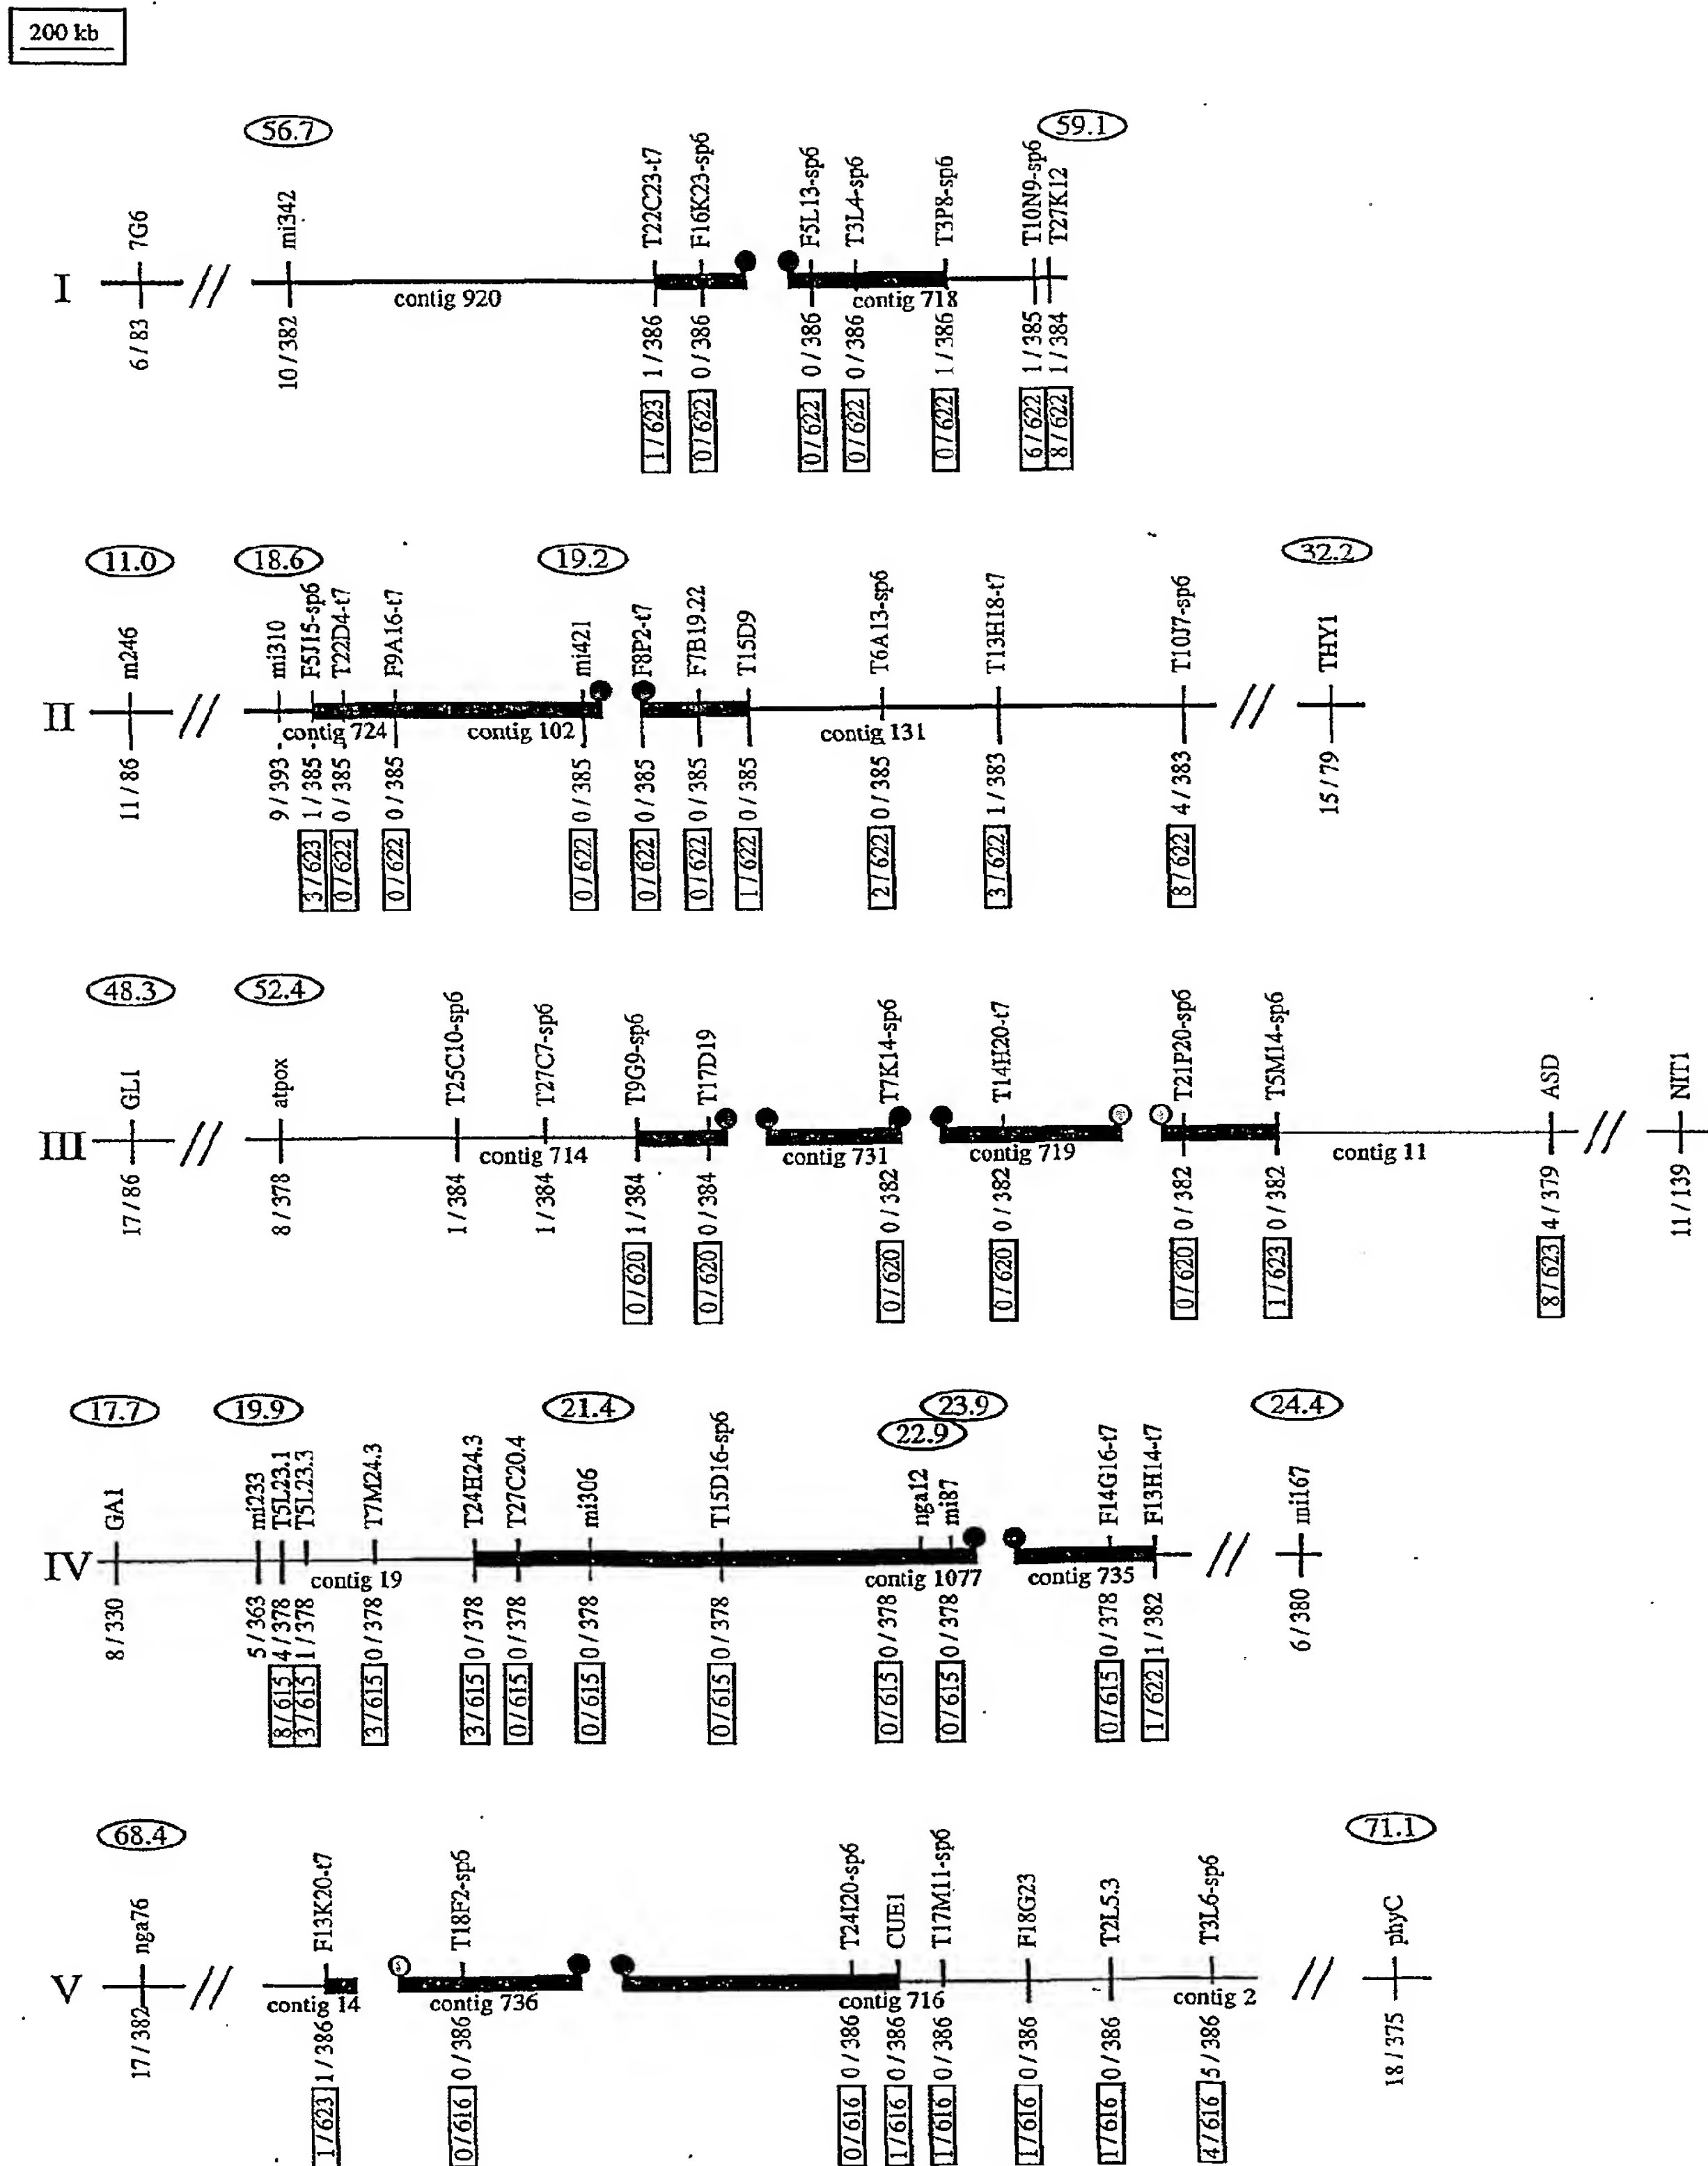 200 kb
56.7 59.1
7G6 mi342 T22C23-t7 F16K23-sp6 F5L13-sp6 T3L4-sp6 T3P8-sp6 T10N9-sp6 T27K12
I
contig 920 contig 718
6 / 83 10 / 382 1 / 386 0 / 386 0 / 386 0 / 386 1 / 386 1 / 385 1 / 384
1 / 623 0 / 622 0 / 622 0 / 622 0 / 622 6 / 622 8 / 622
11.0 18.6 19.2 32.2
m246 mi310 F5J15-sp6 T22D4-t7 F9A16-t7 mi421 F8P2-t7 F7B19.22 T15D9 T6A13-sp6 T13H18-t7 T10J7-sp6 THY1
II
contig 724 contig 102 contig 131
11 / 86 9 / 393 1 / 385 0 / 385 0 / 385 0 / 385 0 / 385 0 / 385 0 / 385 0 / 385 1 / 383 4 / 383 15 / 79
3 / 623 0 / 622 0 / 622 0 / 622 0 / 622 0 / 622 1 / 622 2 / 622 3 / 622 8 / 622
48.3 52.4
GL1 atpox T25C10-sp6 T27C7-sp6 T9G9-sp6 T17D19 T7K14-sp6 T14H20-t7 T21P20-sp6 T5M14-sp6 ASD NIT1
III
contig 714 contig 731 contig 719 contig 11
17 / 86 8 / 378 1 / 384 1 / 384 1 / 384 0 / 384 0 / 382 0 / 382 0 / 382 0 / 382 4 / 379 11 / 139
0 / 620 0 / 620 0 / 620 0 / 620 0 / 620 1 / 623 8 / 623
17.7 19.9 21.4 22.9 23.9 24.4
GA1 mi233 T5L23.1 T5L23.3 T7M24.3 T24H24.3 T27C20.4 mi306 T15D16-sp6 nga12 mi87 F14G16-t7 F13H14-t7 mi167
IV
contig 19 contig 1077 contig 735
8 / 330 5 / 363 4 / 378 1 / 378 0 / 378 0 / 378 0 / 378 0 / 378 0 / 378 0 / 378 0 / 378 0 / 378 1 / 382 6 / 380
8 / 615 3 / 615 3 / 615 3 / 615 0 / 615 0 / 615 0 / 615 0 / 615 0 / 615 0 / 615 1 / 622
68.4 71.1
nga76 F13K20-t7 T18F2-sp6 T24I20-sp6 CUE1 T17M11-sp6 F18G23 T2L5.3 T3L6-sp6 phyC
V
contig 14 contig 736 contig 716 contig 2
17 / 382 1 / 386 0 / 386 0 / 386 0 / 386 0 / 386 0 / 386 0 / 386 5 / 386 18 / 375
1 / 623 0 / 616 0 / 616 1 / 616 1 / 616 1 / 616 1 / 616 4 / 616